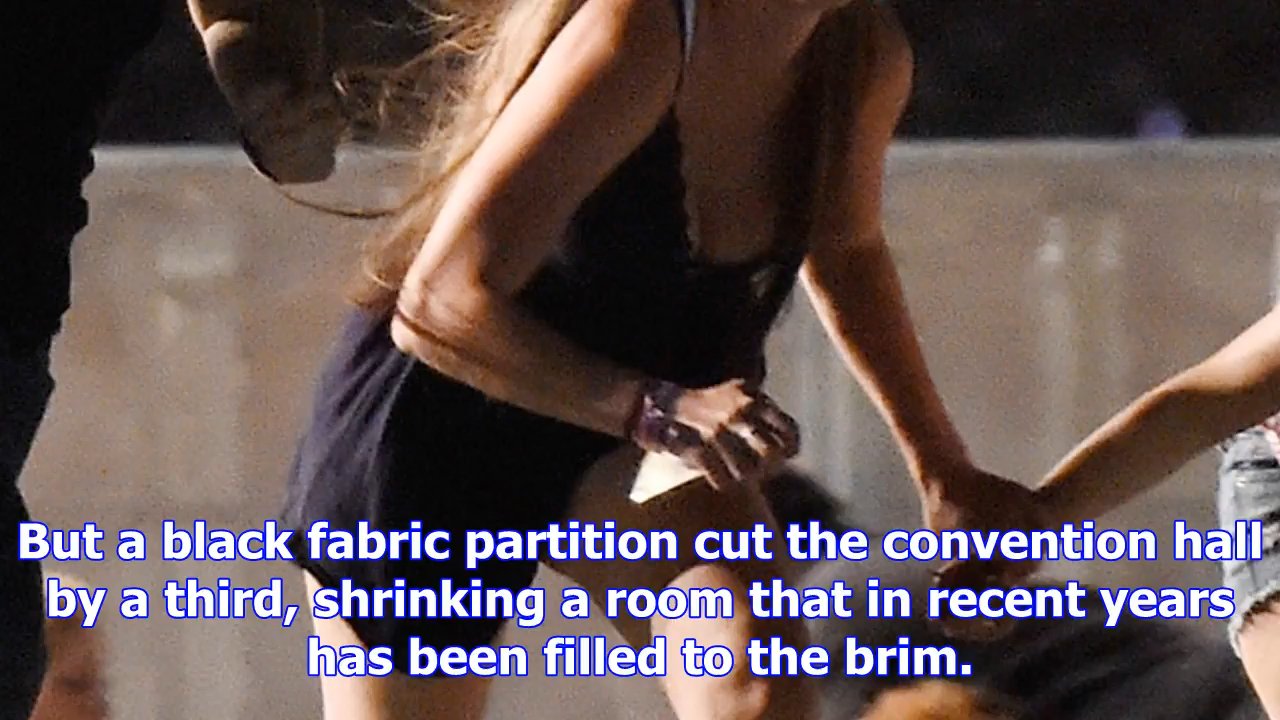 But a black fabric partition cut the convention hall
by a third, shrinking a room that in recent years
has been filled to the brim.